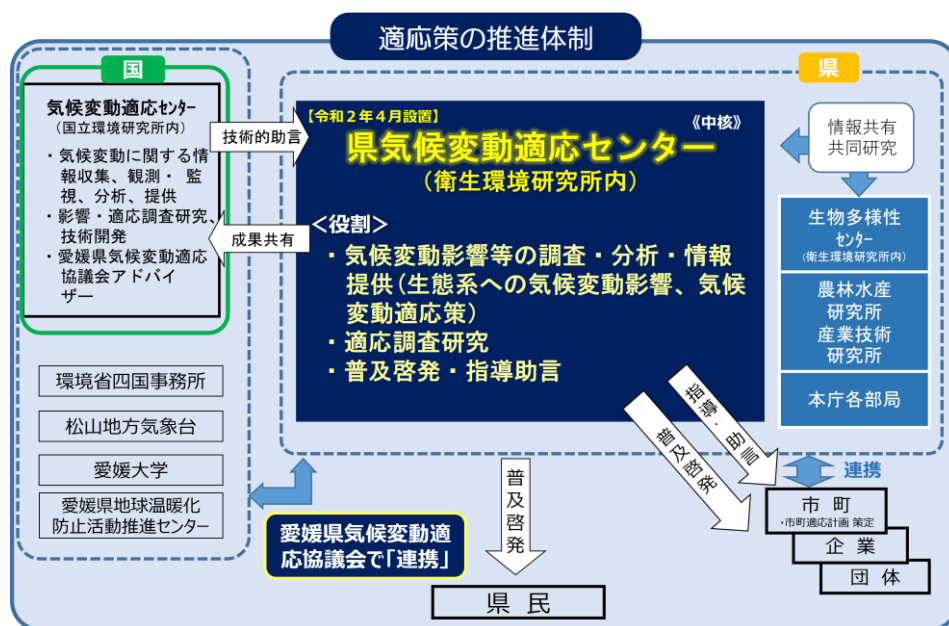 適応策の推進体制
国
気候変動適応センター
(国立環境研究所内)
・気候変動に関する情
報収集、観測・ 監
視、分析、提供
・影響・適応調査研究、
技術開発
・愛媛県気候変動適応
協議会アドバイ
ザー
環境省四国事務所
松山地方気象台
愛媛大学
愛媛県地球温暖化
防止活動推進センター
技術的助言
成果共有
県
【令和２年４月設置】
《中核》
県気候変動適応センター
(衛生環境研究所内)
＜役割＞
・気候変動影響等の調査・分析・情報
提供(生態系への気候変動影響、気候
変動適応策)
・適応調査研究
・普及啓発・指導助言
情報共有
共同研究
生物多様性
センター
(衛生環境研究所内)
農林水産
研究所
産業技術
研究所
本庁各部局
愛媛県気候変動適
応協議会で「連携」
普及啓発
普及啓発
指導・助言
連携
県 民
市 町
・市町適応計画 策定
企 業
団 体